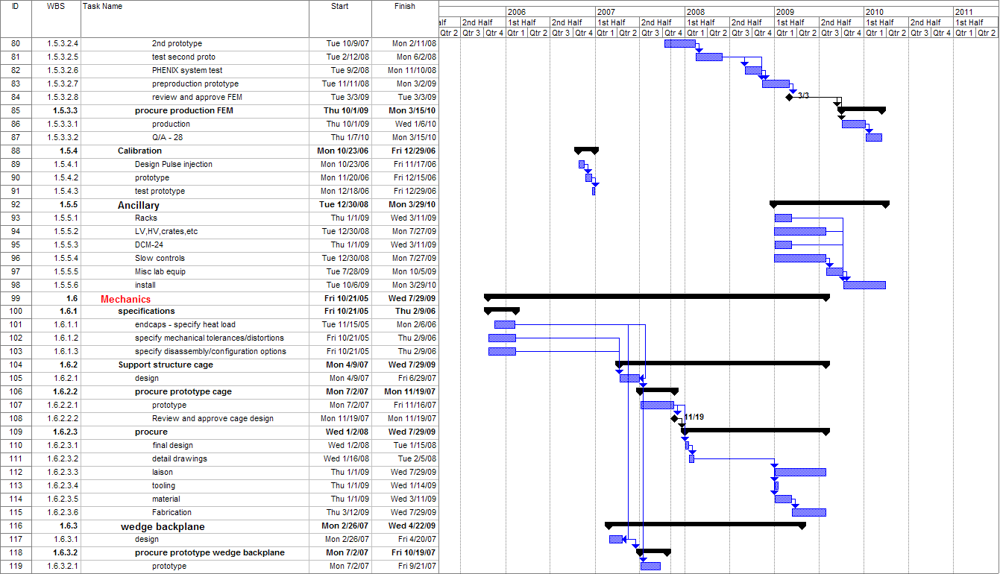 ID WBS Task Name Start Finish
2006 2007 2008 2009 2010 2011
alf 2nd Half 1st Half 2nd Half 1st Half 2nd Half 1st Half 2nd Half 1st Half 2nd Half 1st Half 2nd Half 1st Half
Qtr 2 Qtr 3 Qtr 4 Qtr 1 Qtr 2 Qtr 3 Qtr 4 Qtr 1 Qtr 2 Qtr 3 Qtr 4 Qtr 1 Qtr 2 Qtr 3 Qtr 4 Qtr 1 Qtr 2 Qtr 3 Qtr 4 Qtr 1 Qtr 2 Qtr 3 Qtr 4 Qtr 1 Qtr 2
80 1.5.3.2.4 2nd prototype Tue 10/9/07 Mon 2/11/08
81 1.5.3.2.5 test second proto Tue 2/12/08 Mon 6/2/08
82 1.5.3.2.6 PHENIX system test Tue 9/2/08 Mon 11/10/08
83 1.5.3.2.7 preproduction prototype Tue 11/11/08 Mon 3/2/09
84 1.5.3.2.8 review and approve FEM Tue 3/3/09 Tue 3/3/09 3/3
85 1.5.3.3 procure production FEM Thu 10/1/09 Mon 3/15/10
86 1.5.3.3.1 production Thu 10/1/09 Wed 1/6/10
87 1.5.3.3.2 Q/A - 28 Thu 1/7/10 Mon 3/15/10
88 1.5.4 Calibration Mon 10/23/06 Fri 12/29/06
89 1.5.4.1 Design Pulse injection Mon 10/23/06 Fri 11/17/06
90 1.5.4.2 prototype Mon 11/20/06 Fri 12/15/06
91 1.5.4.3 test prototype Mon 12/18/06 Fri 12/29/06
92 1.5.5 Ancillary Tue 12/30/08 Mon 3/29/10
93 1.5.5.1 Racks Thu 1/1/09 Wed 3/11/09
94 1.5.5.2 LV,HV,crates,etc Tue 12/30/08 Mon 7/27/09
95 1.5.5.3 DCM-24 Thu 1/1/09 Wed 3/11/09
96 1.5.5.4 Slow controls Tue 12/30/08 Mon 7/27/09
97 1.5.5.5 Misc lab equip Tue 7/28/09 Mon 10/5/09
98 1.5.5.6 install Tue 10/6/09 Mon 3/29/10
99 1.6 Mechanics Fri 10/21/05 Wed 7/29/09
100 1.6.1 specifications Fri 10/21/05 Thu 2/9/06
101 1.6.1.1 endcaps - specify heat load Tue 11/15/05 Mon 2/6/06
102 1.6.1.2 specify mechanical tolerances/distortions Fri 10/21/05 Thu 2/9/06
103 1.6.1.3 specify disassembly/configuration options Fri 10/21/05 Thu 2/9/06
104 1.6.2 Support structure cage Mon 4/9/07 Wed 7/29/09
105 1.6.2.1 design Mon 4/9/07 Fri 6/29/07
106 1.6.2.2 procure prototype cage Mon 7/2/07 Mon 11/19/07
107 1.6.2.2.1 prototype Mon 7/2/07 Fri 11/16/07
108 1.6.2.2.2 Review and approve cage design Mon 11/19/07 Mon 11/19/07 11/19
109 1.6.2.3 procure Wed 1/2/08 Wed 7/29/09
110 1.6.2.3.1 final design Wed 1/2/08 Tue 1/15/08
111 1.6.2.3.2 detail drawings Wed 1/16/08 Tue 2/5/08
112 1.6.2.3.3 laison Thu 1/1/09 Wed 7/29/09
113 1.6.2.3.4 tooling Thu 1/1/09 Wed 1/14/09
114 1.6.2.3.5 material Thu 1/1/09 Wed 3/11/09
115 1.6.2.3.6 Fabrication Thu 3/12/09 Wed 7/29/09
116 1.6.3 wedge backplane Mon 2/26/07 Wed 4/22/09
117 1.6.3.1 design Mon 2/26/07 Fri 4/20/07
118 1.6.3.2 procure prototype wedge backplane Mon 7/2/07 Fri 10/19/07
119 1.6.3.2.1 prototype Mon 7/2/07 Fri 9/21/07